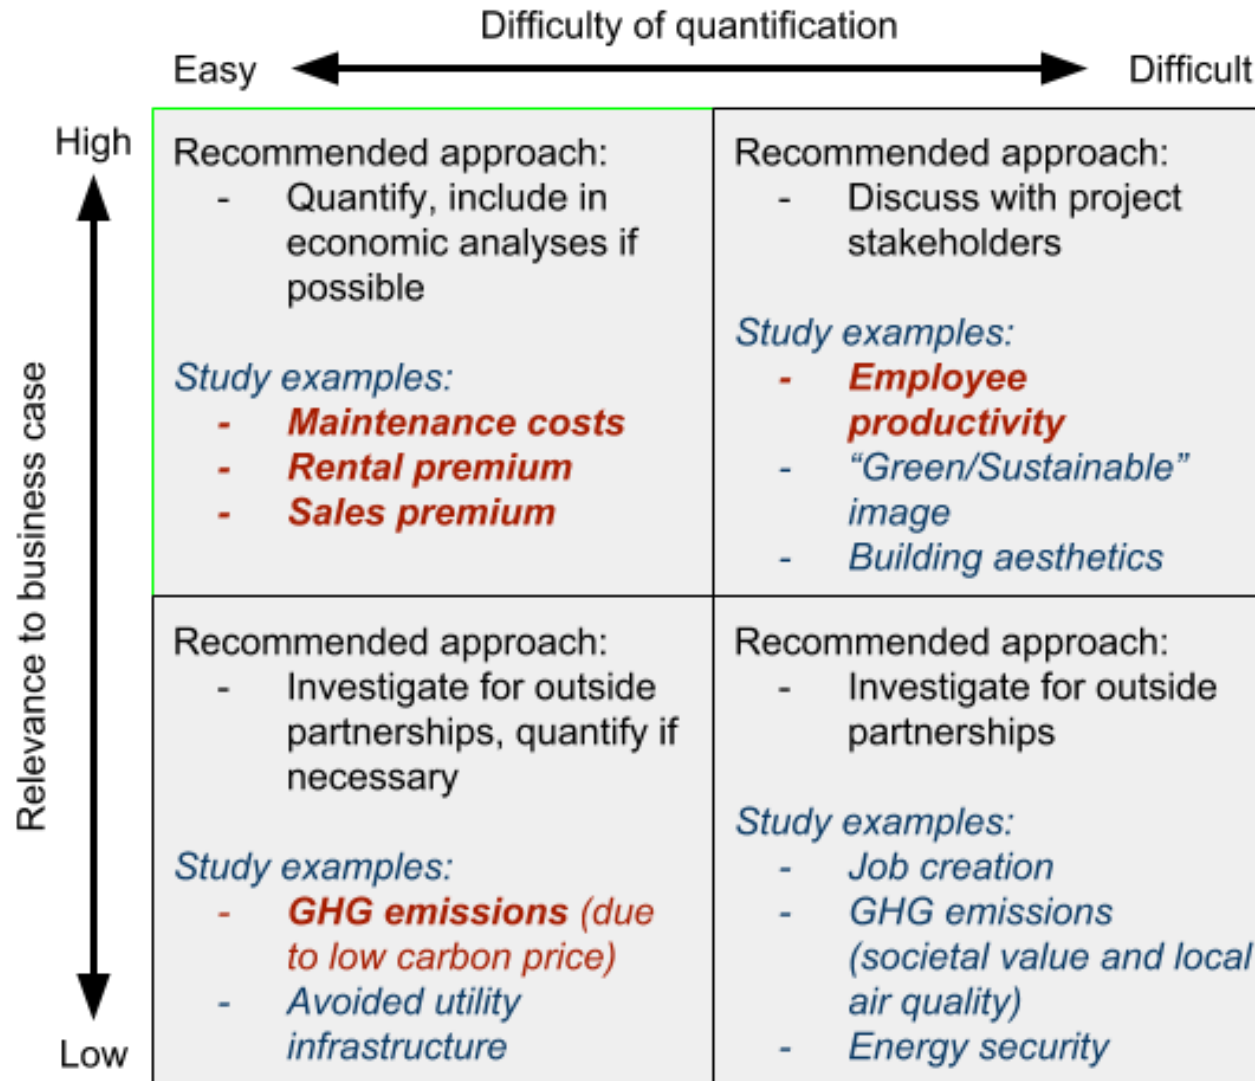 Difficulty of quantification
Easy
Difficult
High
Relevance to business case
Low
Recommended approach:
- Quantify, include in
economic analyses if
possible
Study examples:
- Maintenance costs
- Rental premium
- Sales premium
Recommended approach:
- Discuss with project
stakeholders
Study examples:
- Employee
productivity
- “Green/Sustainable”
image
- Building aesthetics
Recommended approach:
- Investigate for outside
partnerships, quantify if
necessary
Study examples:
- GHG emissions (due
to low carbon price)
- Avoided utility
infrastructure
Recommended approach:
- Investigate for outside
partnerships
Study examples:
- Job creation
- GHG emissions
(societal value and local
air quality)
- Energy security